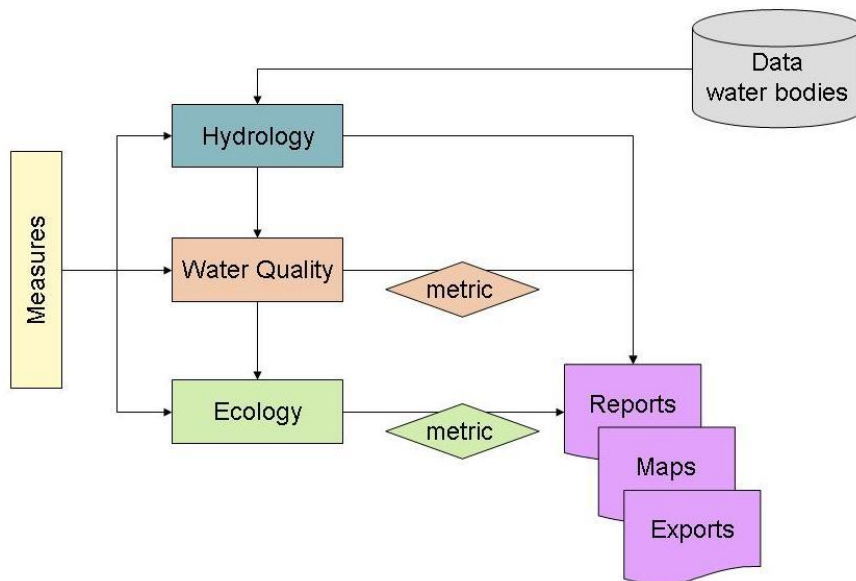 Data
water bodies
Hydrology
Measures
Water Quality
metric
Ecology
metric
Reports
Maps
Exports